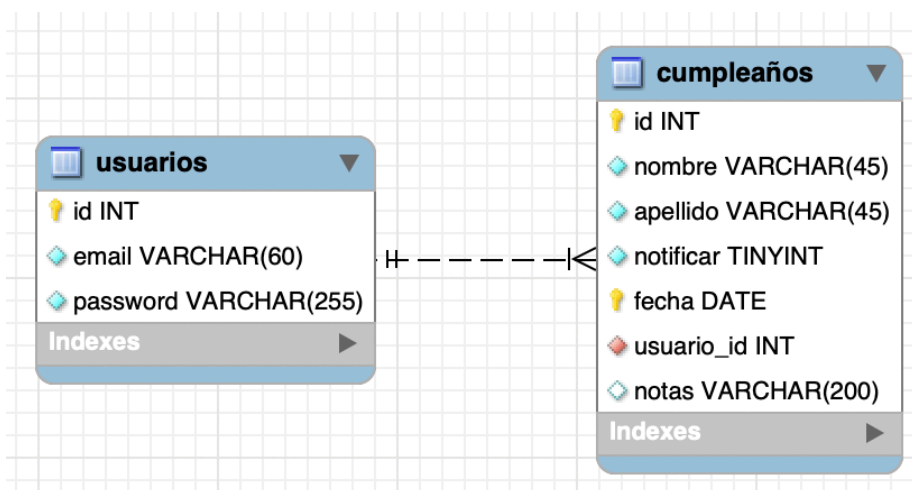 usuarios
id INT
email VARCHAR(60)
password VARCHAR(255)
Indexes
cumpleaños
id INT
nombre VARCHAR(45)
apellido VARCHAR(45)
notificar TINYINT
fecha DATE
usuario_id INT
notas VARCHAR(200)
Indexes